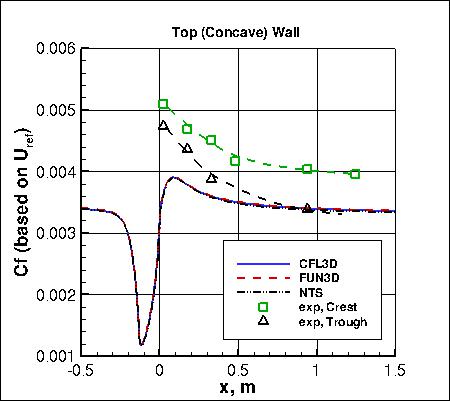 Top (Concave) Wall
Cf (based on Uref)
0.006
0.005
0.004
0.003
0.002
0.001
-0.5
0
0.5
1
1.5
x, m
CFL3D
FUN3D
NTS
exp, Crest
exp, Trough